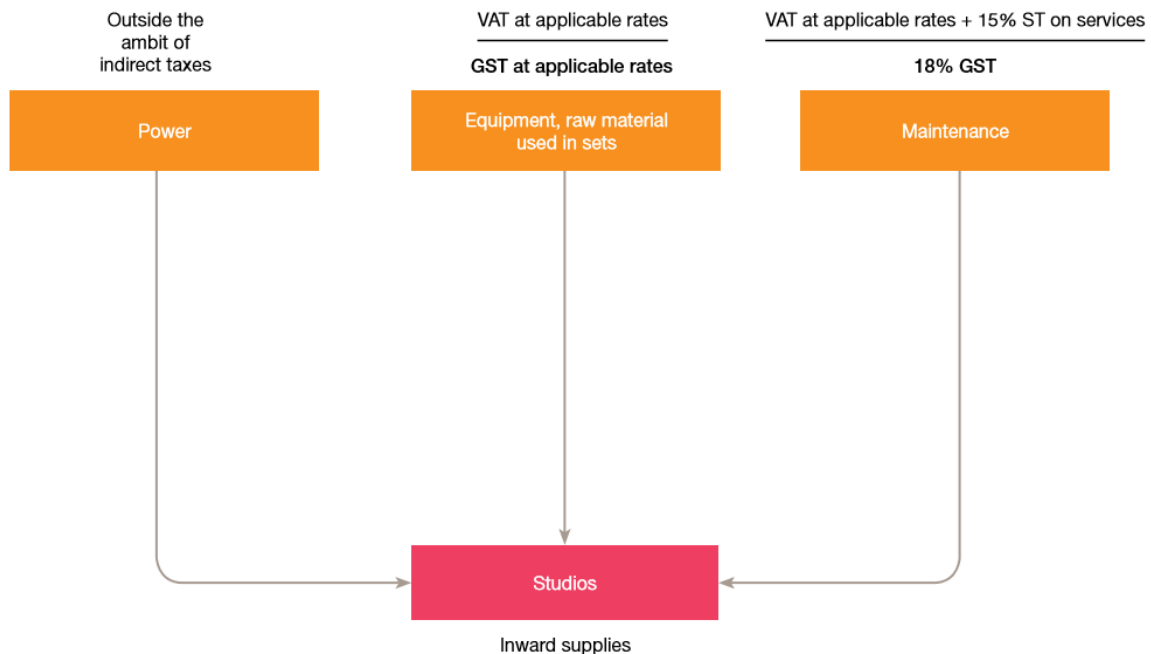 Outside the
ambit of
indirect taxes
VAT at applicable rates
GST at applicable rates
VAT at applicable rates + 15% ST on services
18% GST
Power
Equipment, raw material
used in sets
Maintenance
Studios
Inward supplies